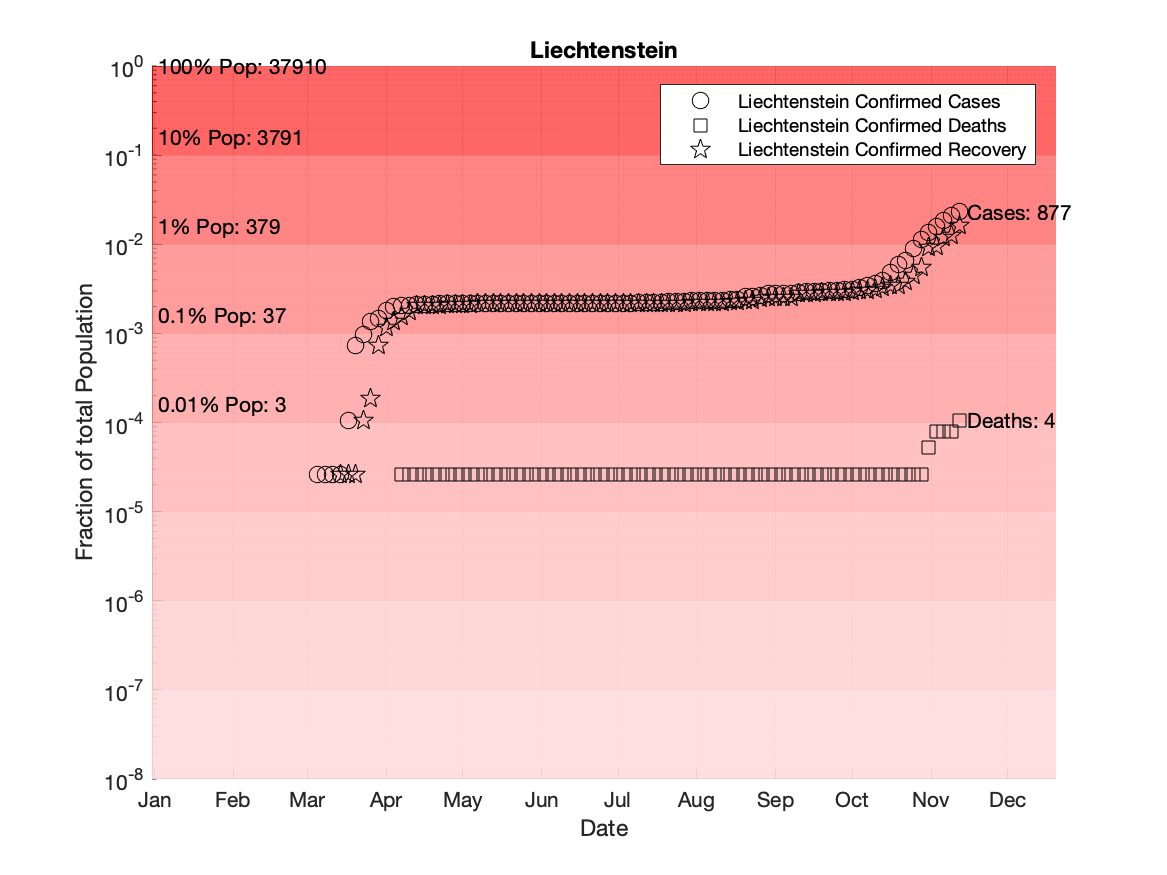 Liechtenstein
10^0
100% Pop: 37910
Liechtenstein Confirmed Cases
Liechtenstein Confirmed Deaths
Liechtenstein Confirmed Recovery
10% Pop: 3791
10^-1
Cases: 877
1% Pop: 379
10^-2
0.1% Pop: 37
10^-3
0.01% Pop: 3
10^-4
Deaths: 4
10^-5
10^-6
10^-7
10^-8
Fraction of total Population
Jan Feb Mar Apr May Jun Jul Aug Sep Oct Nov Dec
Date